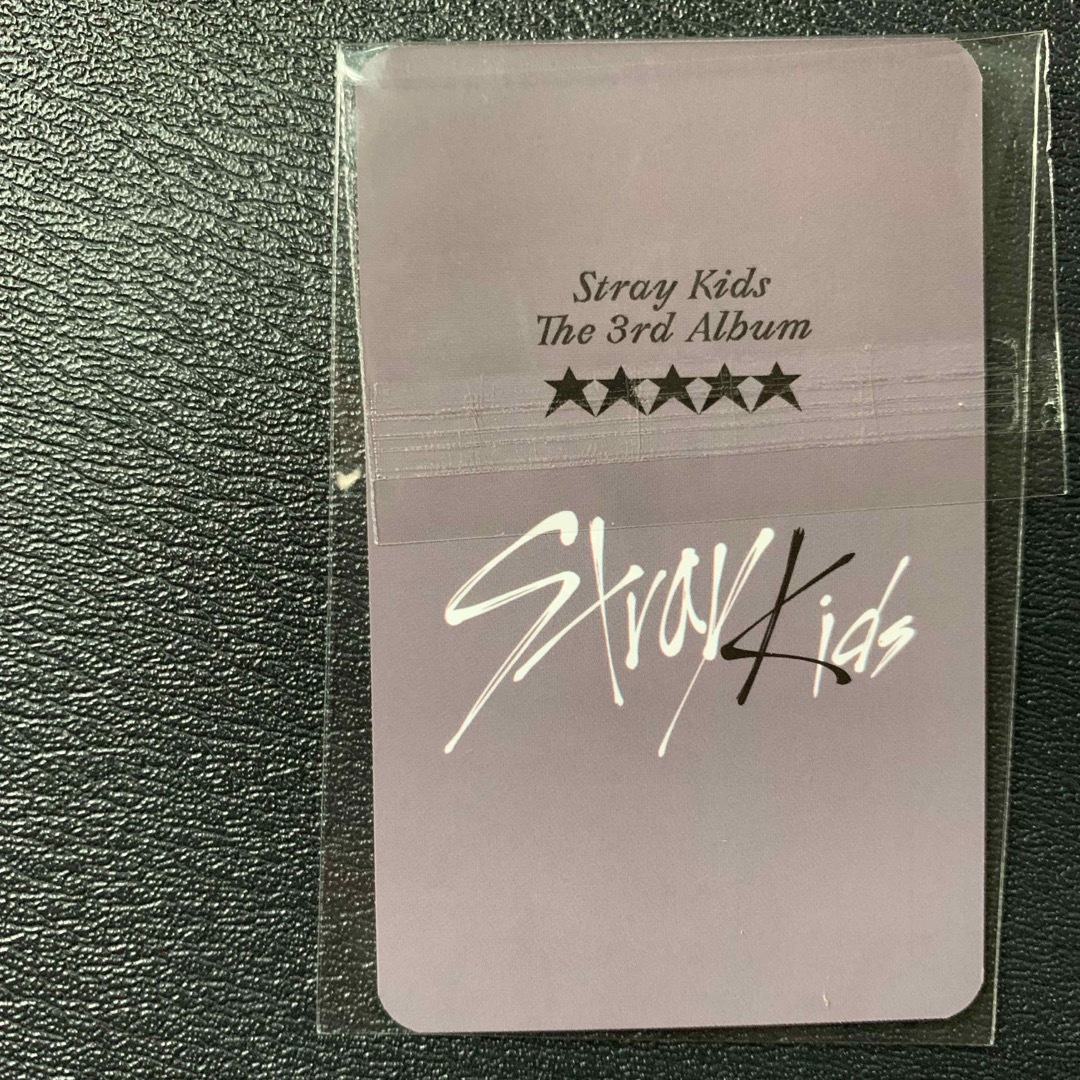 Stray Kids
The 3rd Album
★★★★★
Stray Kids